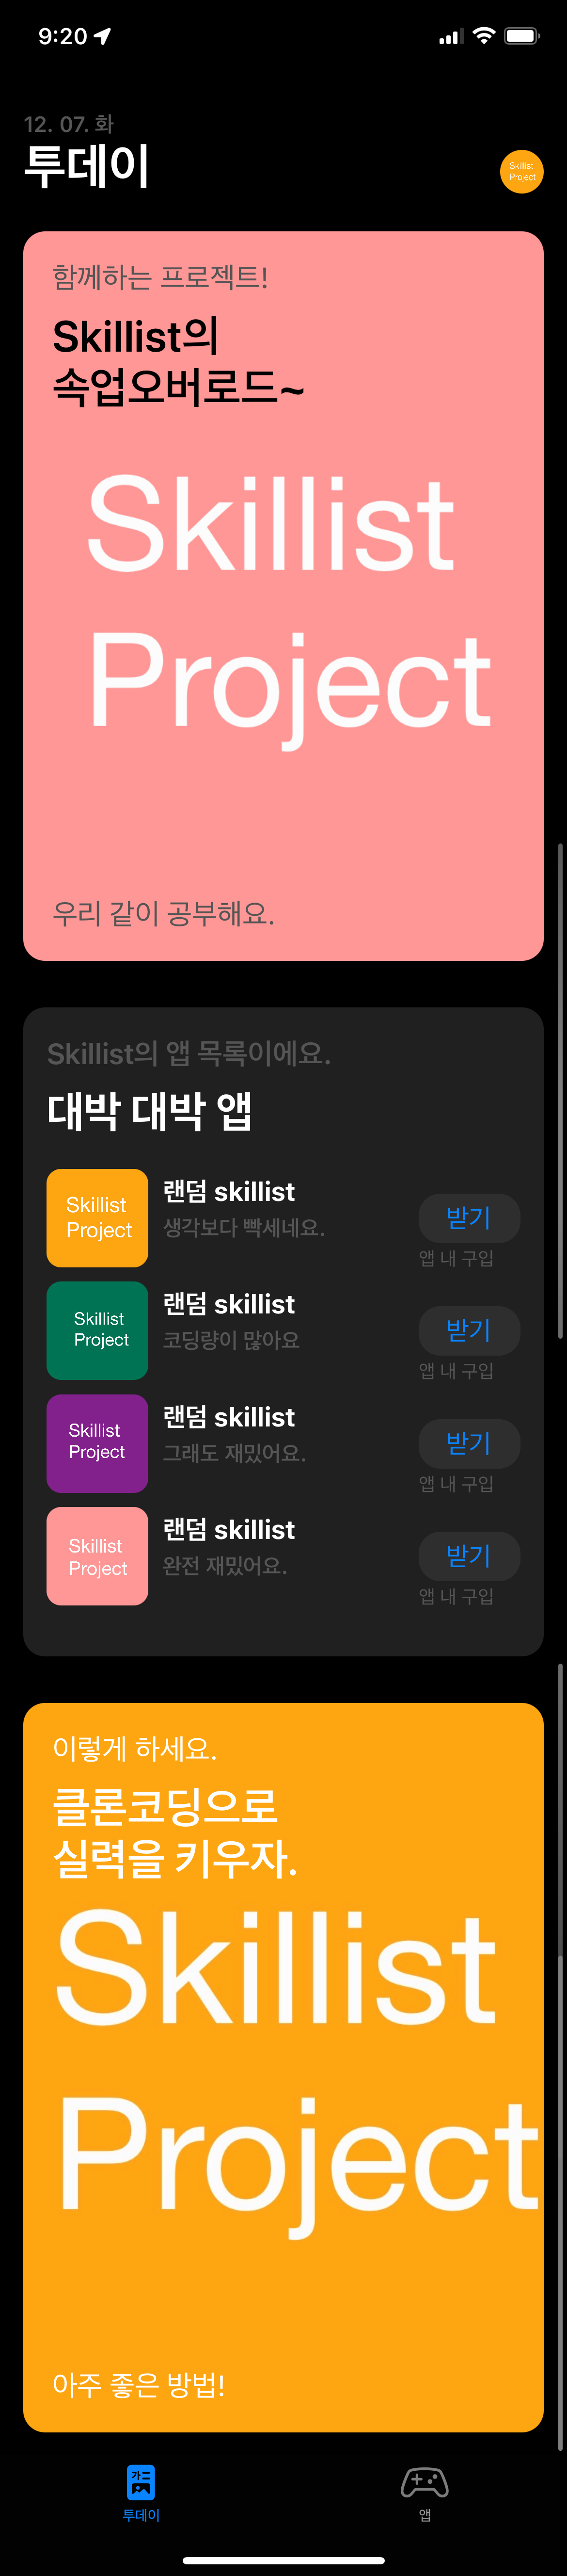 9:20
12. 07. 화
투데이
Skillist
Project
함께하는 프로젝트!
Skillist의
속업오버로드~
Skillist
Project
우리 같이 공부해요.
Skillist의 앱 목록이에요.
대박 대박 앱
Skillist
Project
랜덤 skillist
생각보다 빡세네요.
받기
앱 내 구입
Skillist
Project
랜덤 skillist
코딩량이 많아요
받기
앱 내 구입
Skillist
Project
랜덤 skillist
그래도 재밌어요.
받기
앱 내 구입
Skillist
Project
랜덤 skillist
완전 재밌어요.
받기
앱 내 구입
이렇게 하세요.
클론코딩으로
실력을 키우자.
Skillist
Project
아주 좋은 방법!
투데이
앱